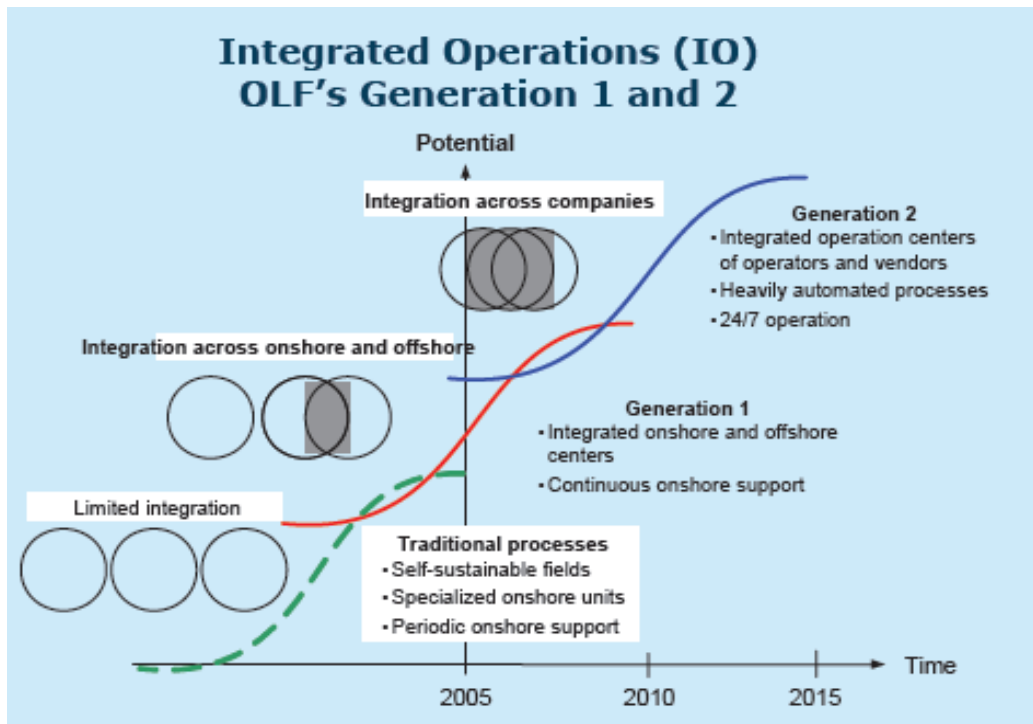 Integrated Operations (IO)
OLF's Generation 1 and 2
Potential
Integration across companies
Generation 2
· Integrated operation centers
of operators and vendors
· Heavily automated processes
· 24/7 operation
Integration across onshore and offshore
Generation 1
· Integrated onshore and offshore
centers
· Continuous onshore support
Limited integration
Traditional processes
· Self-sustainable fields
· Specialized onshore units
· Periodic onshore support
Time
2005
2010
2015